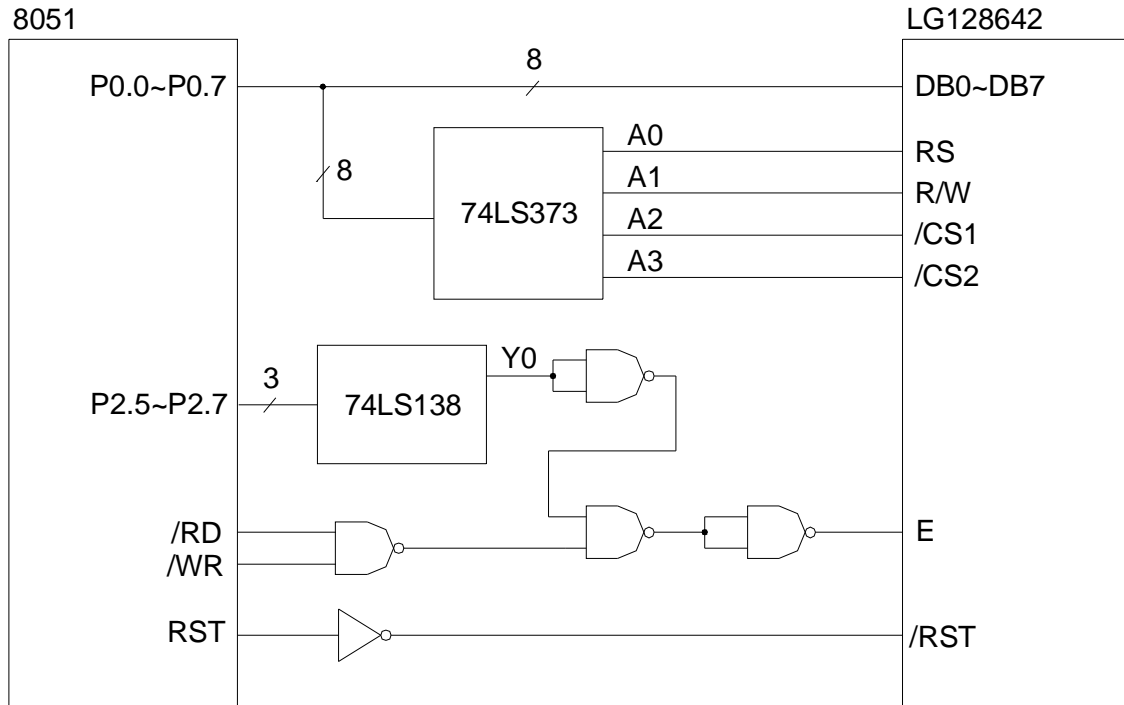 8051 LG128642
P0.0~P0.7 8 DB0~DB7
A0 RS
8 A1 R/W
74LS373 A2 /CS1
A3 /CS2
Y0
P2.5~P2.7 3 74LS138
/RD E
/WR
RST /RST